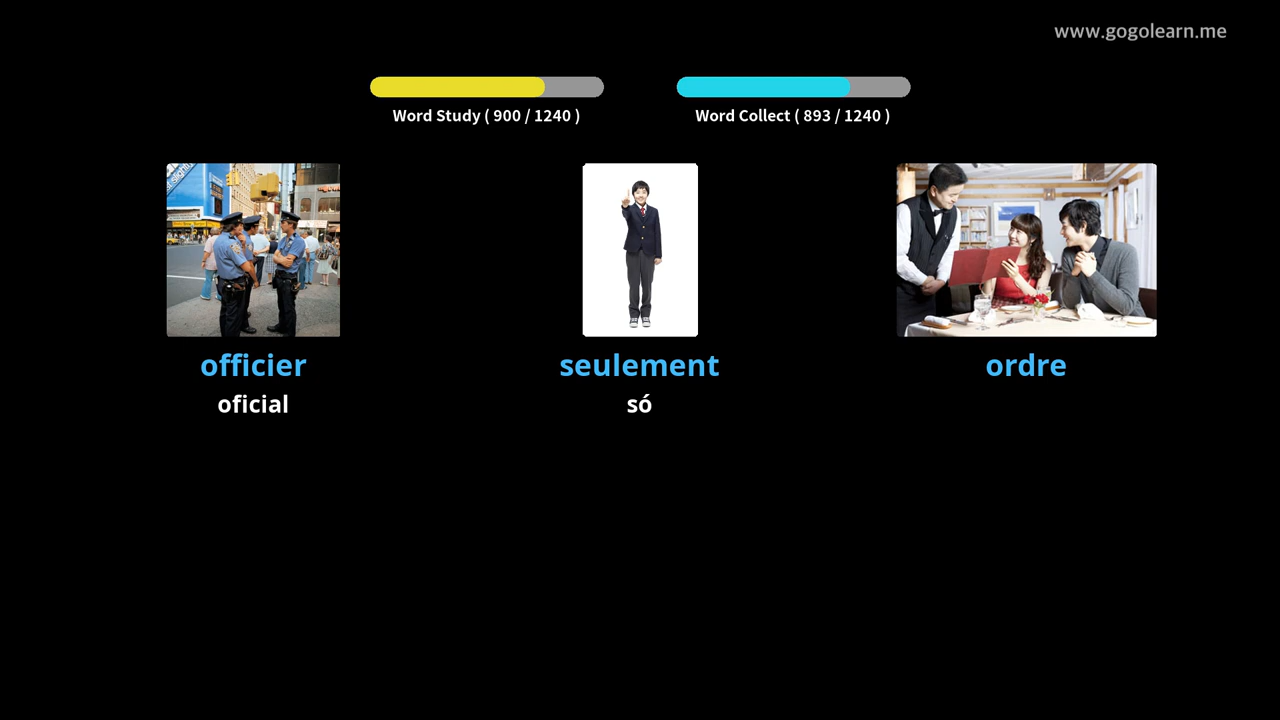 www.gogolearn.me
Word Study ( 900 / 1240 )
Word Collect ( 893 / 1240 )
officier
seulement
ordre
oficial
só